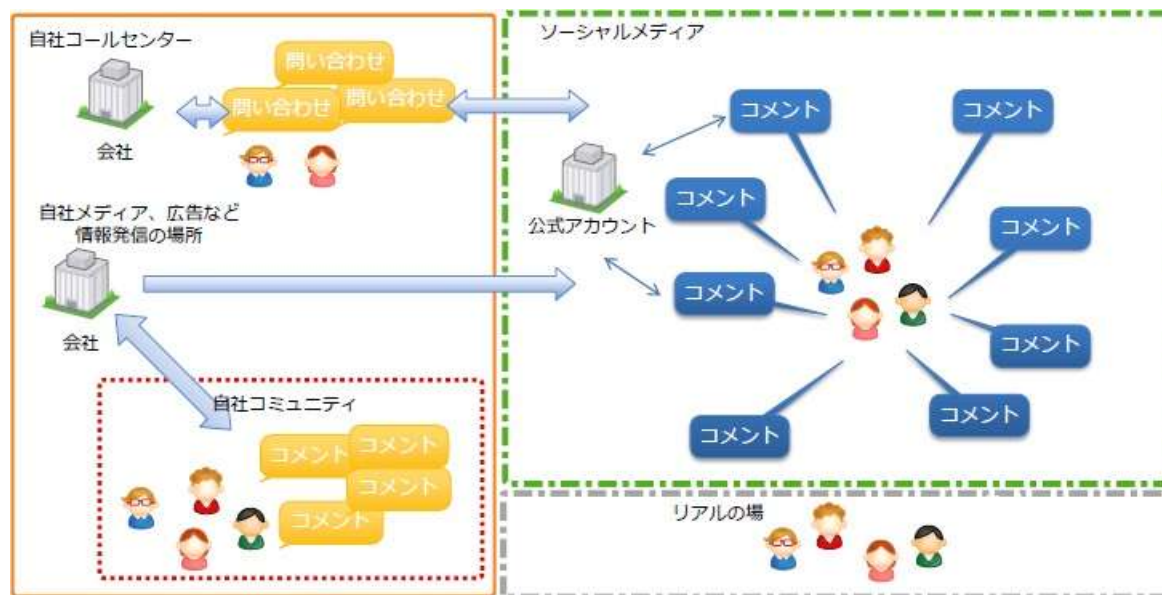 自社コールセンター
問い合わせ
問い合わせ
問い合わせ
会社
自社メディア、広告など
情報発信の場所
会社
自社コミュニティ
コメント
コメント
コメント
コメント
ソーシャルメディア
コメント
コメント
公式アカウント
コメント
コメント
コメント
コメント
コメント
コメント
リアルの場